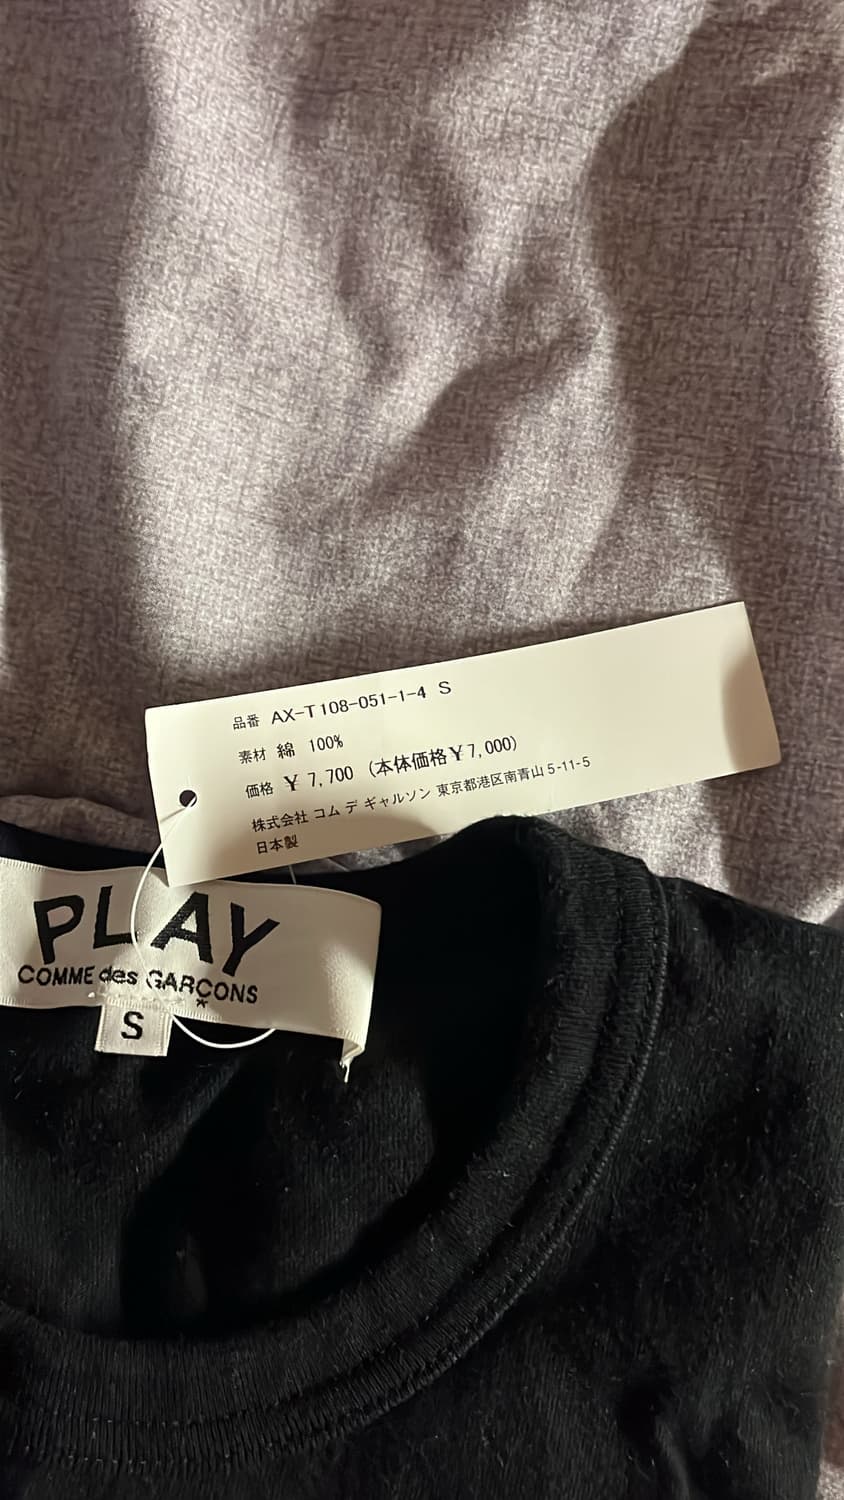 品番 AX-T108-051-1-4 S
素材 綿 100%
価格 ¥ 7,700 (本体価格¥7,000)
株式会社 コム デ ギャルソン 東京都港区南青山 5-11-5
日本製
PLAY
COMME des GARÇONS
S